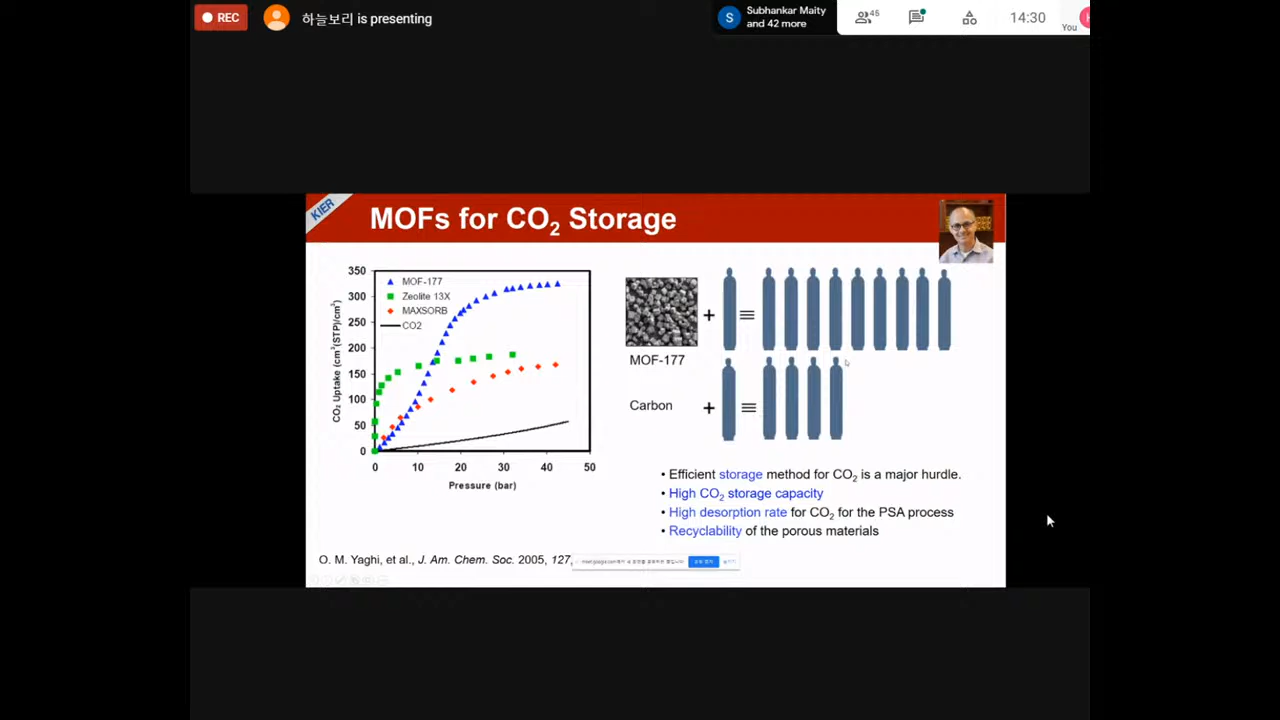 REC
하늘보리 is presenting
S
Subhankar Maity
and 42 more
45
14:30
You
KIER
MOFs for CO2 Storage
350
300
250
200
150
100
50
0
CO2 Uptake (cm3(STP)/cm3)
MOF-177
Zeolite 13X
MAXSORB
CO2
0 10 20 30 40 50
Pressure (bar)
+ ≡
MOF-177
Carbon + ≡
• Efficient storage method for CO2 is a major hurdle.
• High CO2 storage capacity
• High desorption rate for CO2 for the PSA process
• Recyclability of the porous materials
O. M. Yaghi, et al., J. Am. Chem. Soc. 2005, 127,